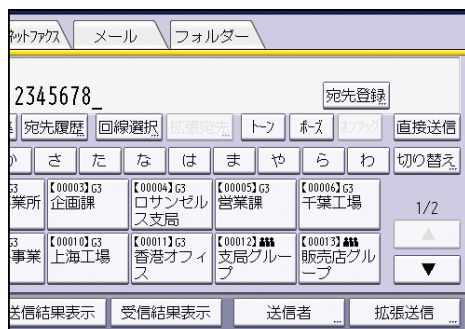 ﾈｯﾄﾌｧｸｽ メール フォルダー
2345678_
宛先登録
宛先履歴 回線選択 拡張宛先 トーン ポーズ オンフック 直接送信
か さ た な は ま や ら わ 切り替え
G3 【00003】G3 【00004】G3 【00005】G3 【00006】G3
業所 企画課 ロサンゼルス支局 営業課 千葉工場 1/2
G3 【00010】G3 【00011】G3 【00012】 【00013】
事業 上海工場 香港オフィス 支局グループ 販売店グループ
送信結果表示 受信結果表示 送信者 拡張送信